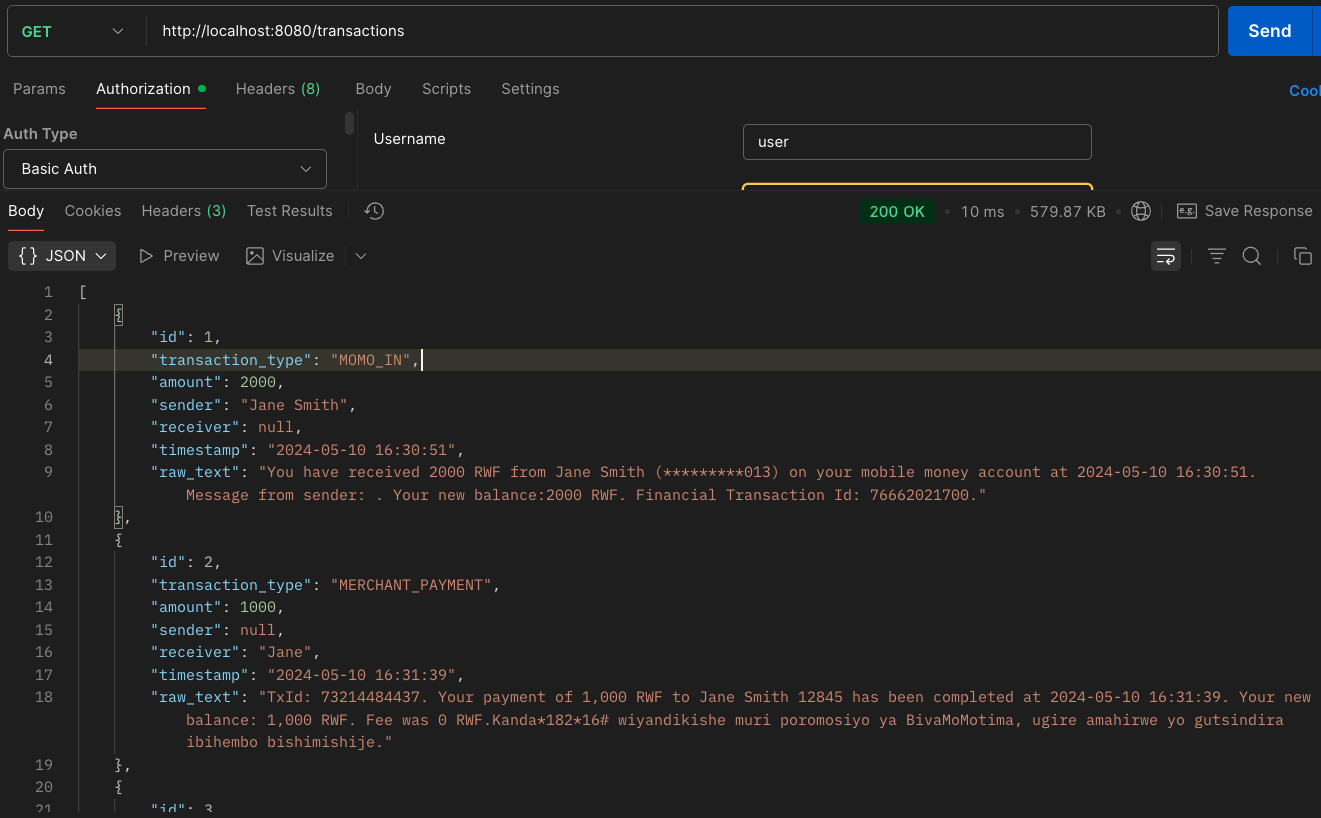 GET http://localhost:8080/transactions Send
Params Authorization Headers (8) Body Scripts Settings
Auth Type
Basic Auth
Username user
Body Cookies Headers (3) Test Results 200 OK 10 ms 579.87 KB e.g. Save Response
{} JSON Preview Visualize
1 [
2 {
3 "id": 1,
4 "transaction_type": "MOMO_IN",
5 "amount": 2000,
6 "sender": "Jane Smith",
7 "receiver": null,
8 "timestamp": "2024-05-10 16:30:51",
9 "raw_text": "You have received 2000 RWF from Jane Smith (*********013) on your mobile money account at 2024-05-10 16:30:51.
Message from sender: . Your new balance:2000 RWF. Financial Transaction Id: 76662021700."
10 },
11 {
12 "id": 2,
13 "transaction_type": "MERCHANT_PAYMENT",
14 "amount": 1000,
15 "sender": null,
16 "receiver": "Jane",
17 "timestamp": "2024-05-10 16:31:39",
18 "raw_text": "TxId: 73214484437. Your payment of 1,000 RWF to Jane Smith 12845 has been completed at 2024-05-10 16:31:39. Your new
balance: 1,000 RWF. Fee was 0 RWF.Kanda*182*16# wiyandikishe muri poromosiyo ya BivaMoMotima, ugire amahirwe yo gutsindira
ibihembo bishimishije."
19 },
20 {
21 "id": 3